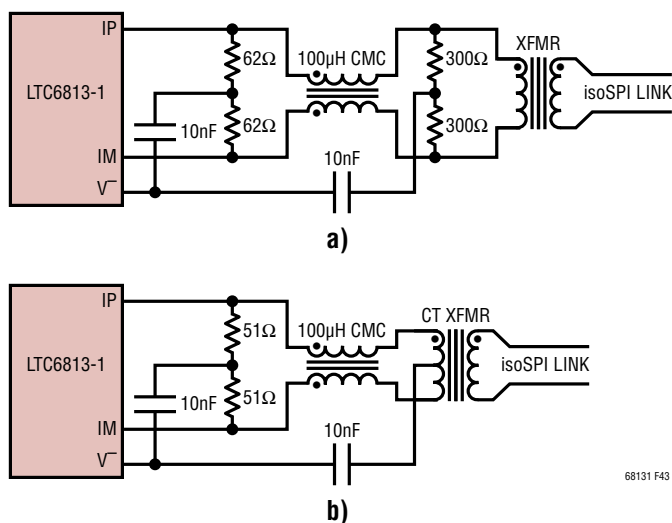 IP
LTC6813-1
62Ω
100µH CMC
300Ω
XFMR
isoSPI LINK
10nF
62Ω
300Ω
10nF
IM
V–
a)
IP
LTC6813-1
51Ω
100µH CMC
CT XFMR
isoSPI LINK
10nF
51Ω
10nF
IM
V–
68131 F43
b)